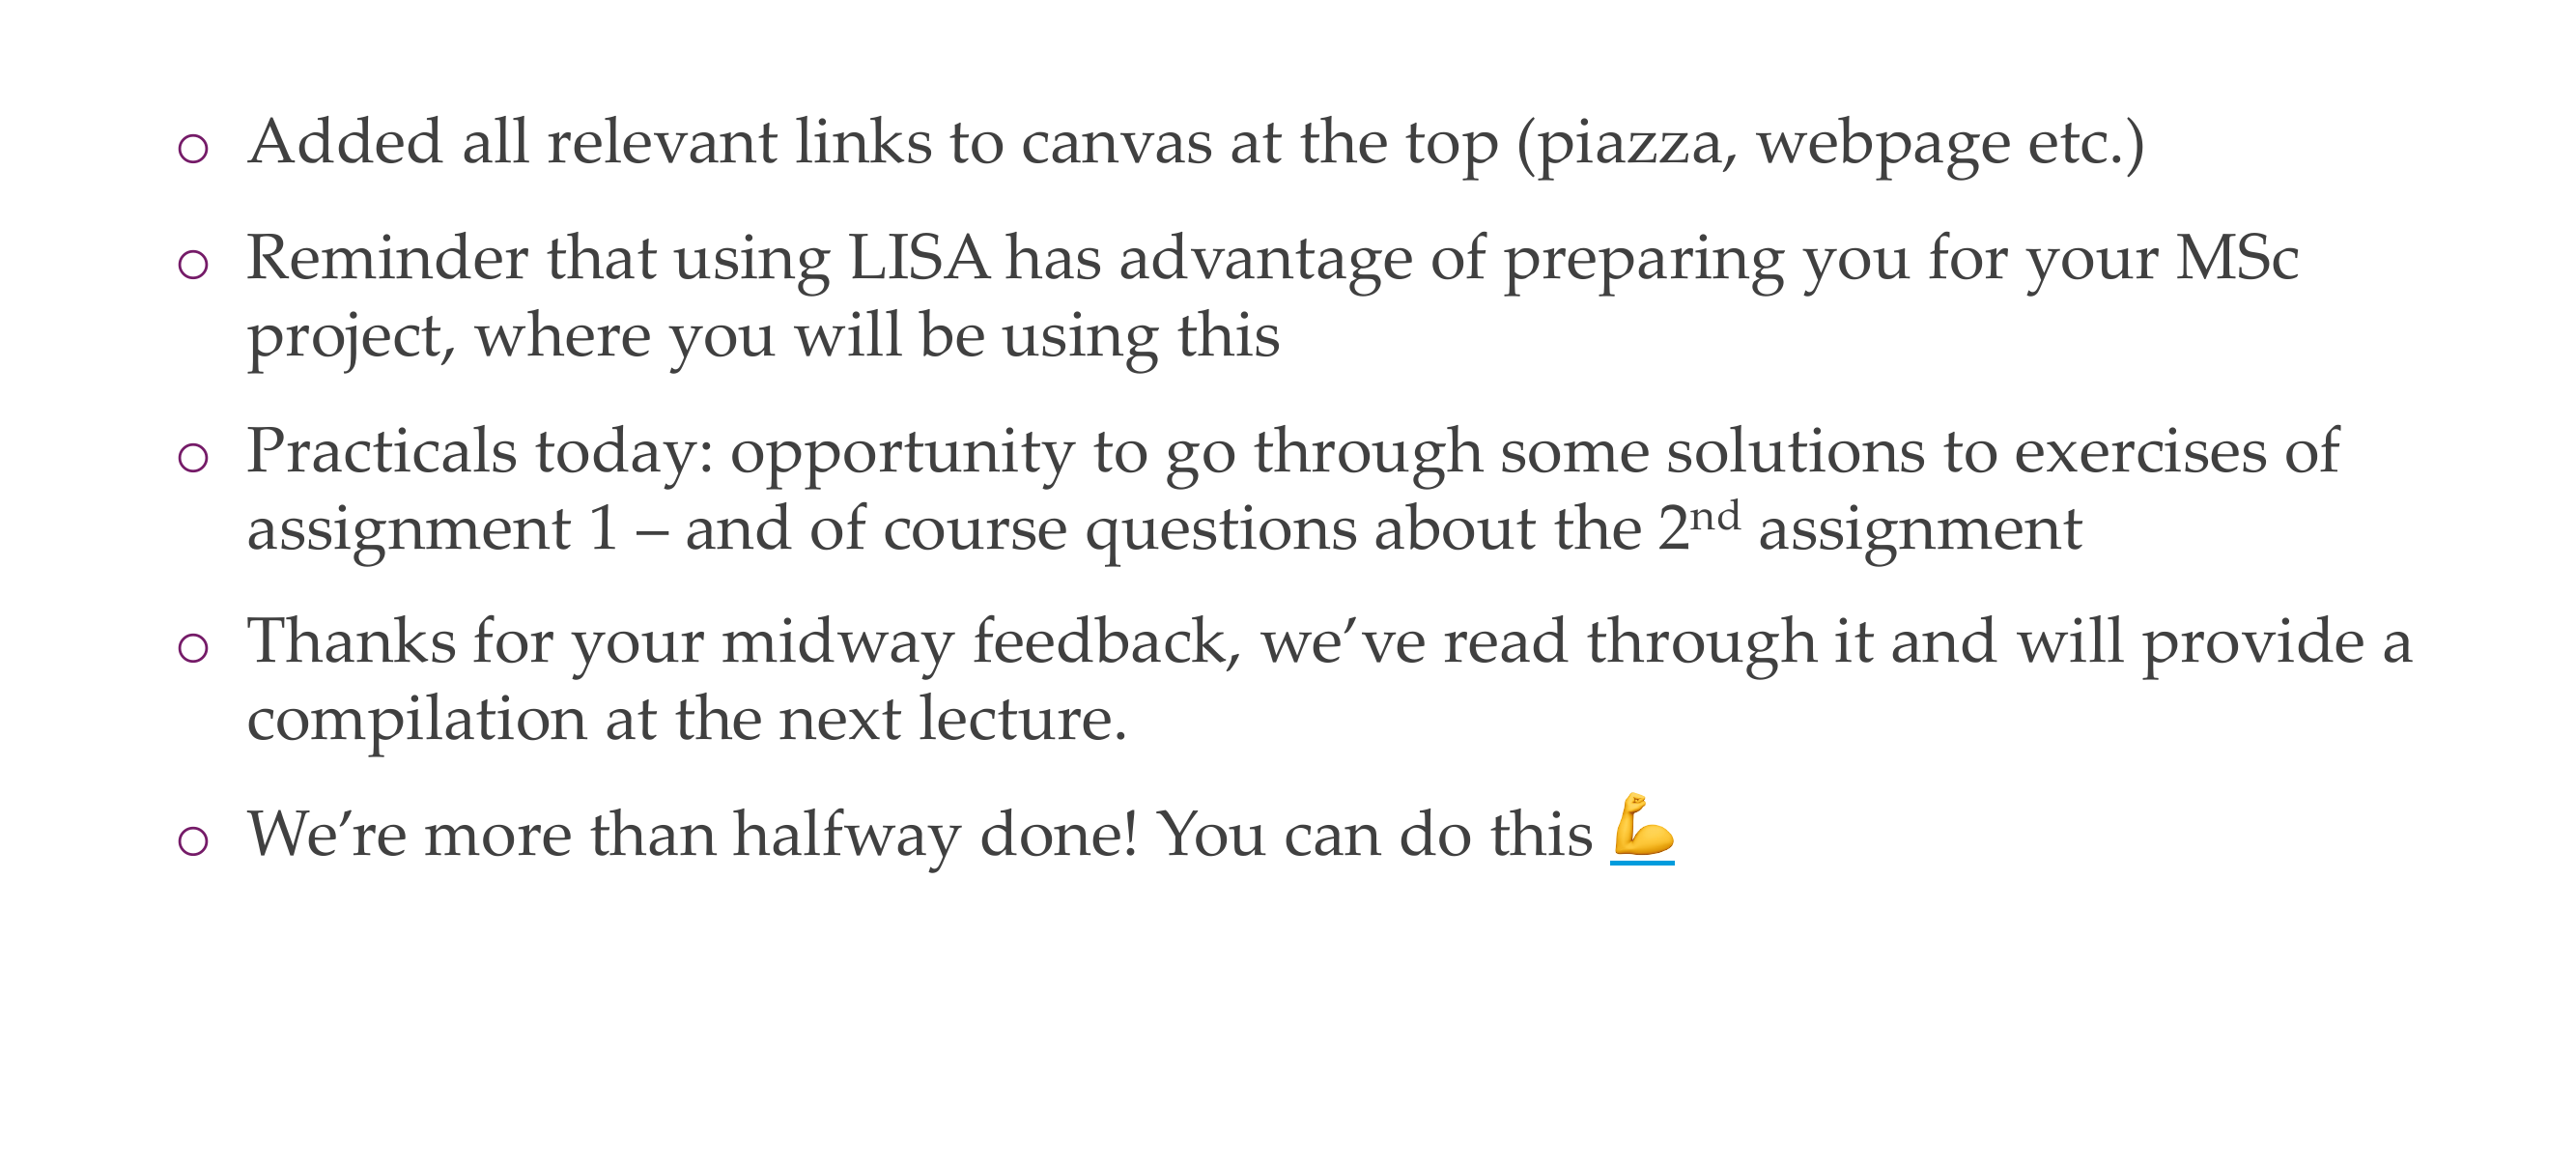 ○ Added all relevant links to canvas at the top (piazza, webpage etc.)
○ Reminder that using LISA has advantage of preparing you for your MSc
project, where you will be using this
○ Practicals today: opportunity to go through some solutions to exercises of
assignment 1 – and of course questions about the 2nd assignment
○ Thanks for your midway feedback, we’ve read through it and will provide a
compilation at the next lecture.
○ We’re more than halfway done! You can do this 💪